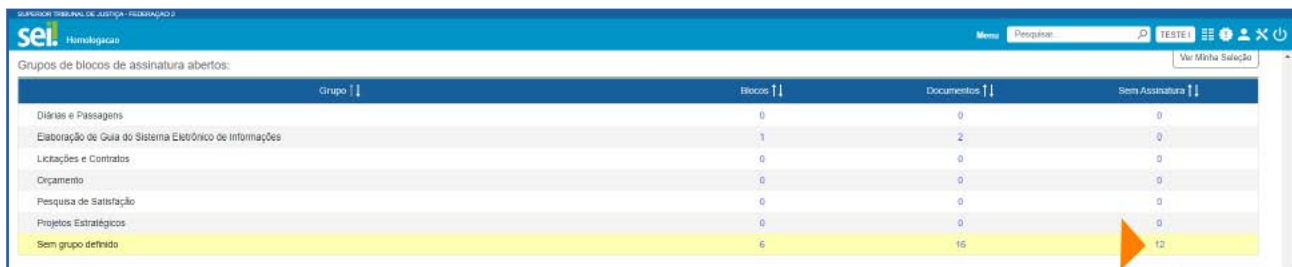 SUPERIOR TRIBUNAL DE JUSTIÇA - FEDERAÇÃO 2
sei. Homologacao Menu Pesquisar... TESTE I
Grupos de blocos de assinatura abertos: Ver Minha Seleção
Grupo Blocos Documentos Sem Assinatura
Diárias e Passagens 0 0 0
Elaboração de Guia do Sistema Eletrônico de Informações 1 2 0
Licitações e Contratos 0 0 0
Orçamento 0 0 0
Pesquisa de Satisfação 0 0 0
Projetos Estratégicos 0 0 0
Sem grupo definido 6 16 12